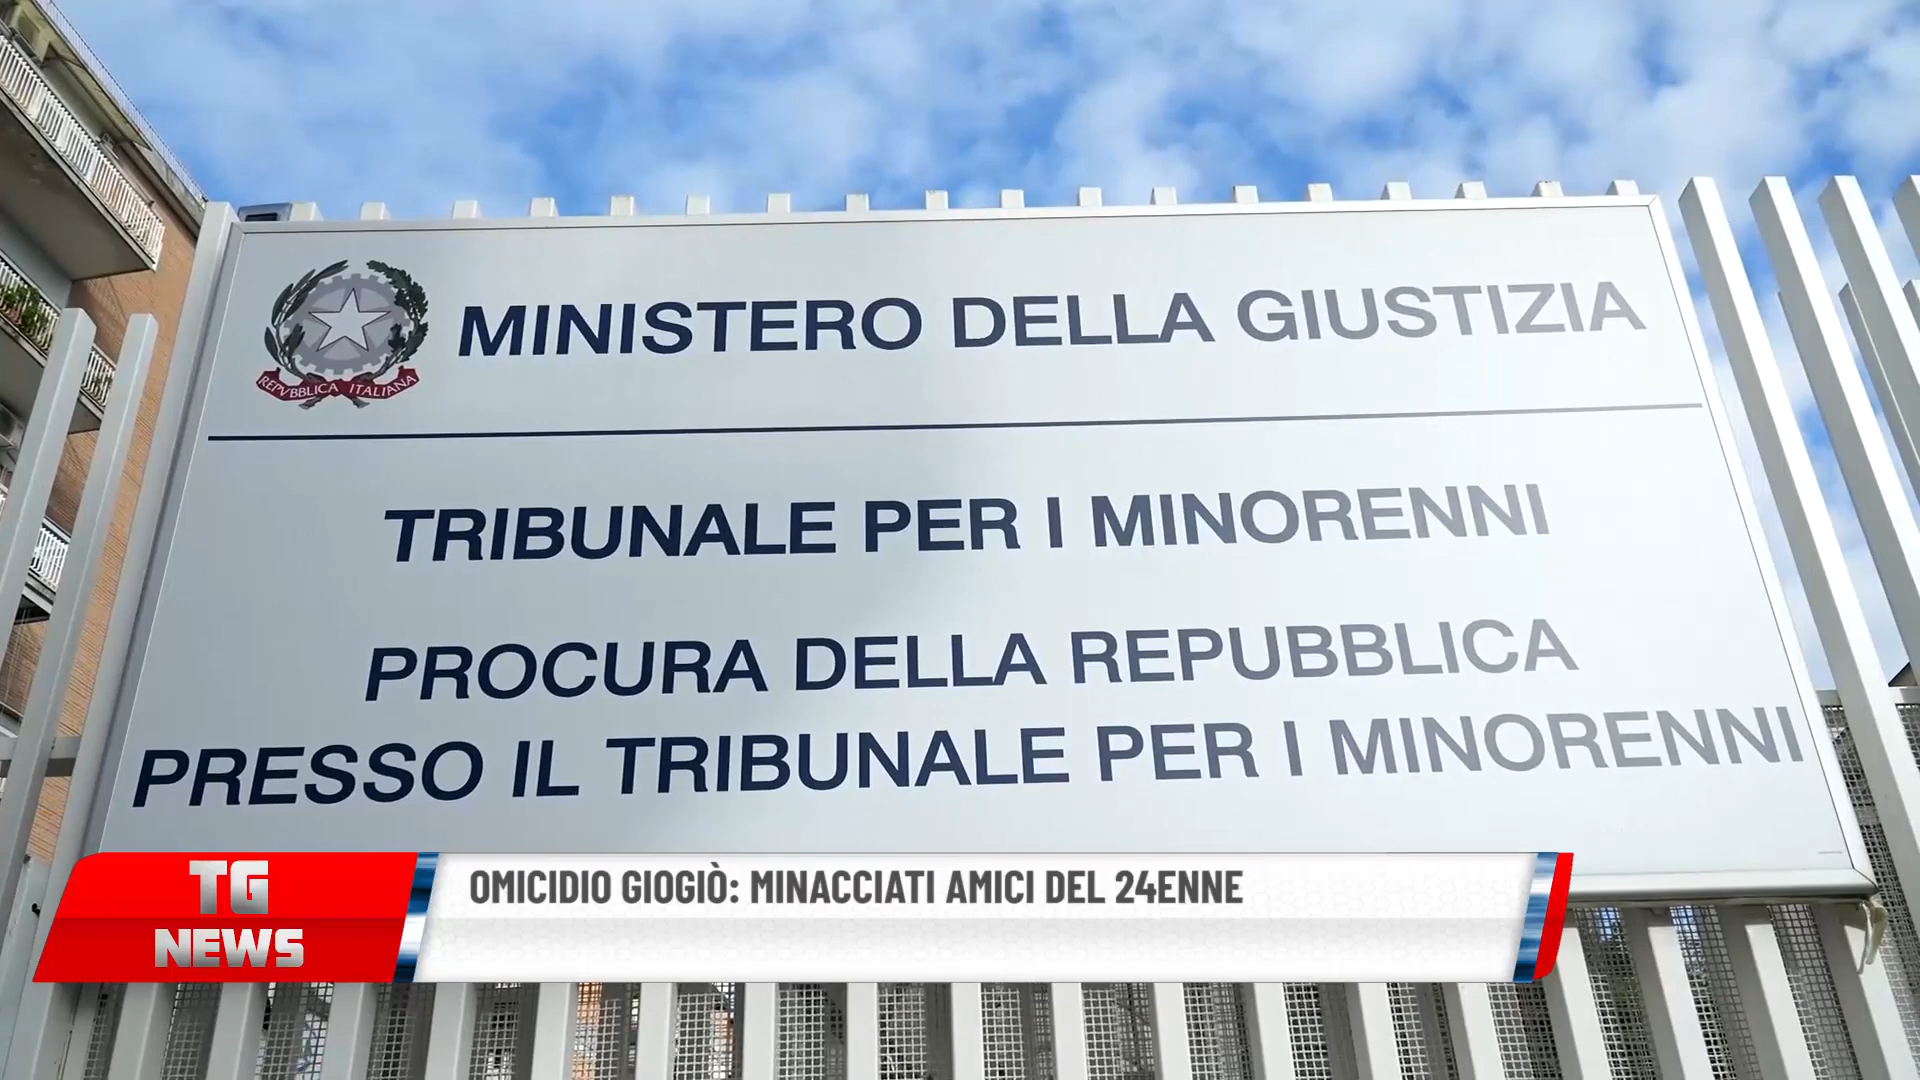 MINISTERO DELLA GIUSTIZIA
REPVBBLICA ITALIANA
TRIBUNALE PER I MINORENNI
PROCURA DELLA REPUBBLICA
PRESSO IL TRIBUNALE PER I MINORENNI
TG
NEWS
OMICIDIO GIOGIÒ: MINACCIATI AMICI DEL 24ENNE